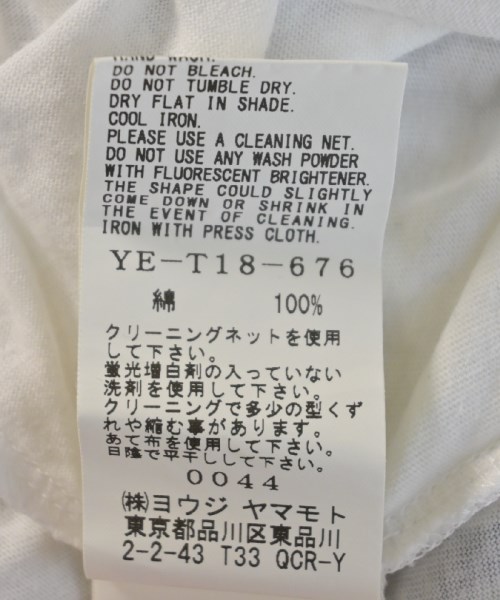 HAND WASH.
DO NOT BLEACH.
DO NOT TUMBLE DRY.
DRY FLAT IN SHADE.
COOL IRON.
PLEASE USE A CLEANING NET.
DO NOT USE ANY WASH POWDER
WITH FLUORESCENT BRIGHTENER.
THE SHAPE COULD SLIGHTLY
COME DOWN OR SHRINK IN
THE EVENT OF CLEANING.
IRON WITH PRESS CLOTH.
YE-T18-676
綿 100%
クリーニングネットを使用
して下さい。
蛍光増白剤の入っていない
洗剤を使用して下さい。
クリーニングで多少の型くず
れや縮む事があります。
あて布を使用して下さい。
日陰で平干しして下さい。
0044
㈱ヨウジ ヤマモト
東京都品川区東品川
2-2-43 T33 QCR-Y